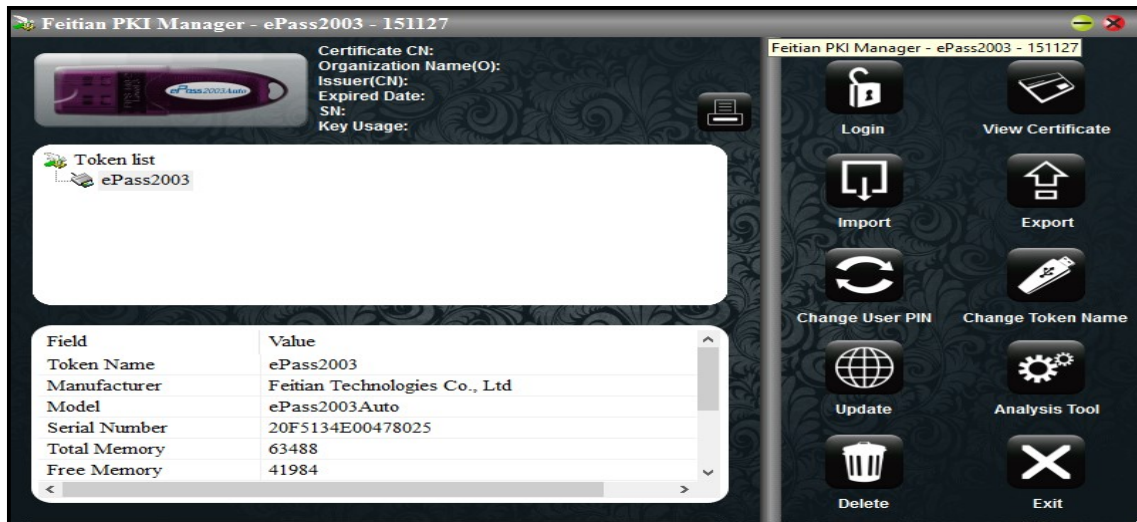 Feitian PKI Manager - ePass2003 - 151127
Feitian PKI Manager - ePass2003 - 151127
ePass2003Auto
Certificate CN:
Organization Name(O):
Issuer(CN):
Expired Date:
SN:
Key Usage:
Token list
ePass2003
Field Value
Token Name ePass2003
Manufacturer Feitian Technologies Co., Ltd
Model ePass2003Auto
Serial Number 20F5134E00478025
Total Memory 63488
Free Memory 41984
Login View Certificate
Import Export
Change User PIN Change Token Name
Update Analysis Tool
Delete Exit